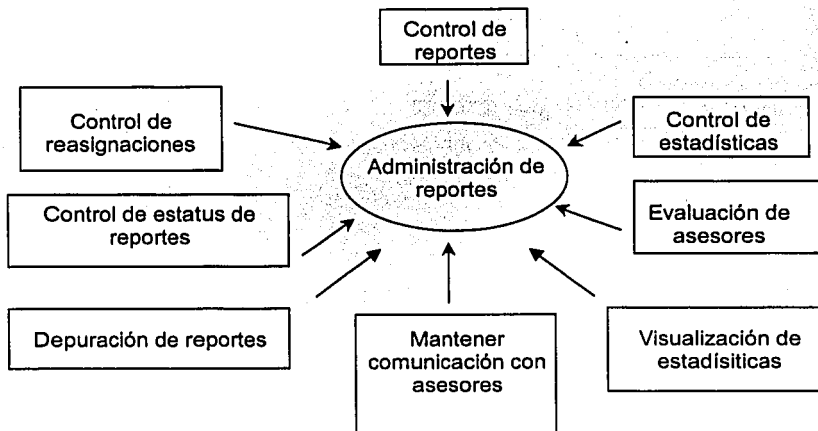 Control de
reportes
Control de
reasignaciones
Control de
estadísticas
Administración de
reportes
Control de estatus de
reportes
Evaluación de
asesores
Depuración de reportes
Mantener
comunicación con
asesores
Visualización de
estadísiticas